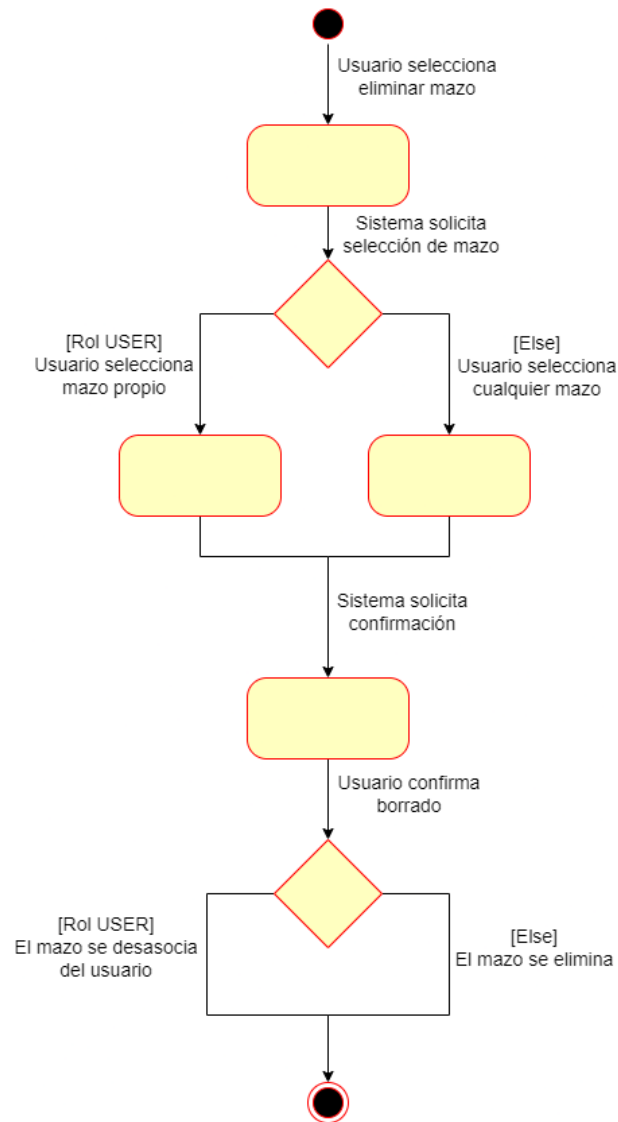 Usuario selecciona
eliminar mazo
Sistema solicita
selección de mazo
[Rol USER]
Usuario selecciona
mazo propio
[Else]
Usuario selecciona
cualquier mazo
Sistema solicita
confirmación
Usuario confirma
borrado
[Rol USER]
El mazo se desasocia
del usuario
[Else]
El mazo se elimina